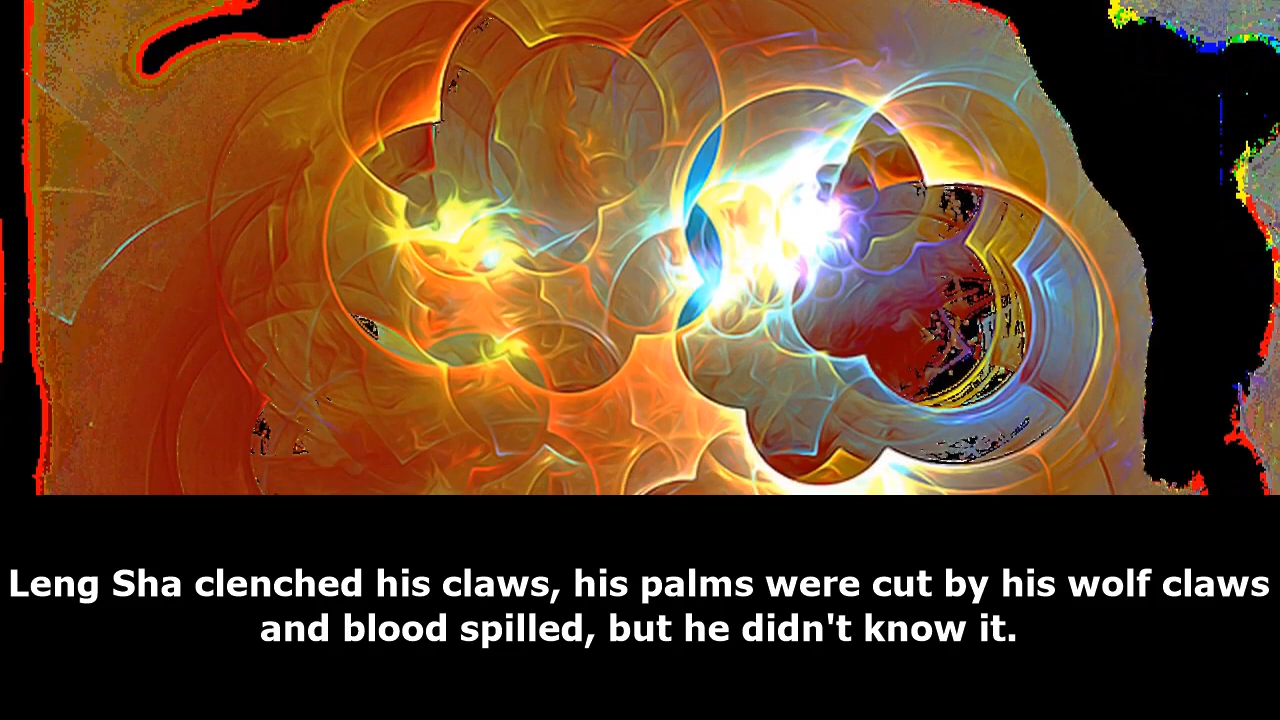 Leng Sha clenched his claws, his palms were cut by his wolf claws
and blood spilled, but he didn't know it.